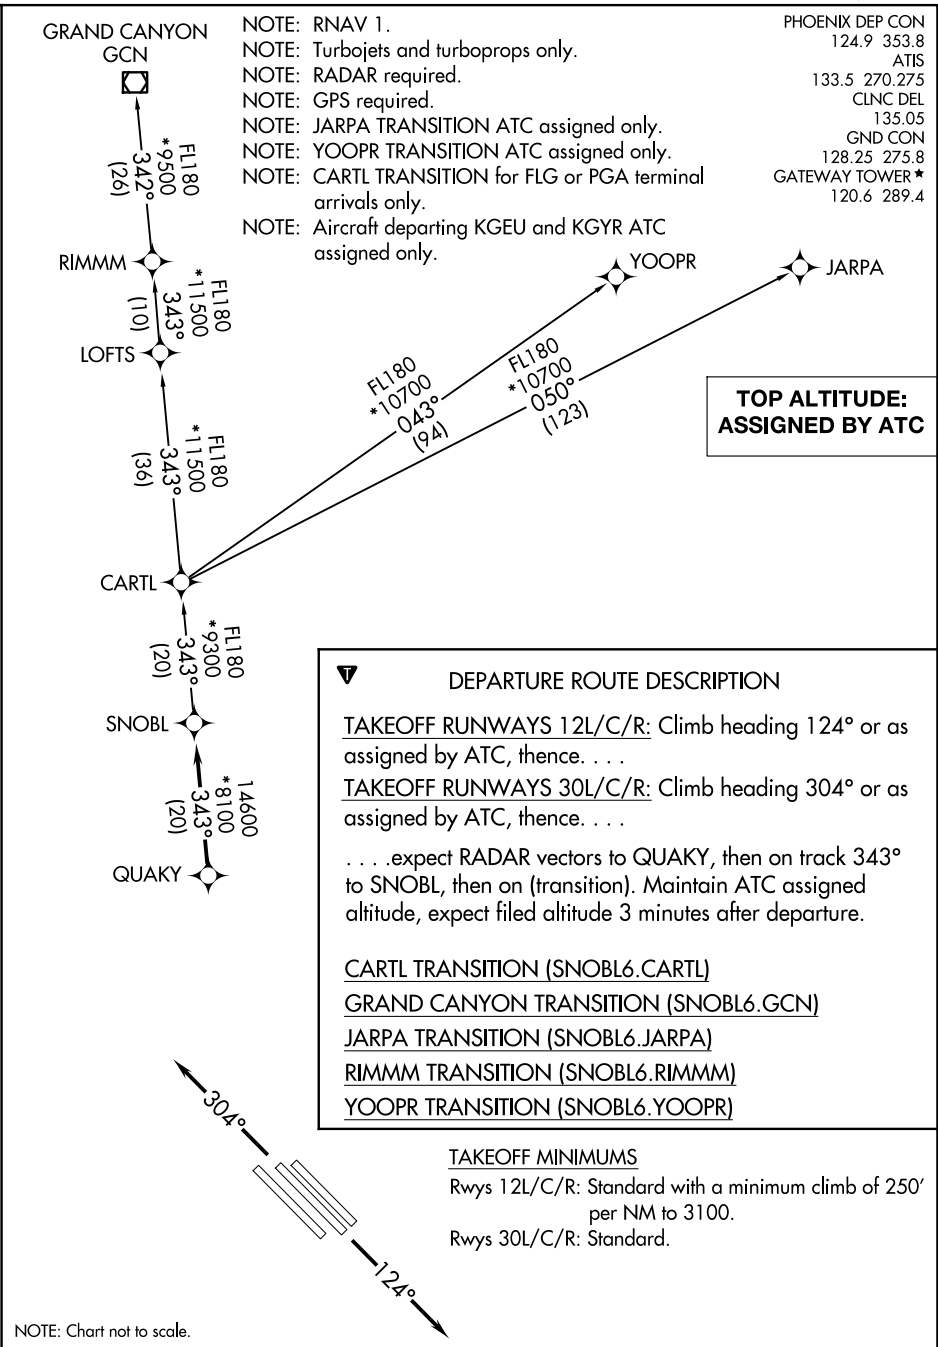 GRAND CANYON
GCN
NOTE: RNAV 1.
NOTE: Turbojets and turboprops only.
NOTE: RADAR required.
NOTE: GPS required.
NOTE: JARPA TRANSITION ATC assigned only.
NOTE: YOOPR TRANSITION ATC assigned only.
NOTE: CARTL TRANSITION for FLG or PGA terminal
arrivals only.
NOTE: Aircraft departing KGEU and KGYR ATC
assigned only.
PHOENIX DEP CON
124.9 353.8
ATIS
133.5 270.275
CLNC DEL
135.05
GND CON
128.25 275.8
GATEWAY TOWER★
120.6 289.4
FL180
*9500
342°
(26)
RIMMM
FL180
*11500
343°
(10)
LOFTS
FL180
*11500
343°
(36)
YOOPR
JARPA
FL180
*10700
043°
(94)
FL180
*10700
050°
(123)
TOP ALTITUDE:
ASSIGNED BY ATC
CARTL
FL180
*9300
343°
(20)
SNOBL
14600
*8100
343°
(20)
QUAKY
T
DEPARTURE ROUTE DESCRIPTION
TAKEOFF RUNWAYS 12L/C/R: Climb heading 124° or as
assigned by ATC, thence. . . .
TAKEOFF RUNWAYS 30L/C/R: Climb heading 304° or as
assigned by ATC, thence. . . .
. . . .expect RADAR vectors to QUAKY, then on track 343°
to SNOBL, then on (transition). Maintain ATC assigned
altitude, expect filed altitude 3 minutes after departure.
CARTL TRANSITION (SNOBL6.CARTL)
GRAND CANYON TRANSITION (SNOBL6.GCN)
JARPA TRANSITION (SNOBL6.JARPA)
RIMMM TRANSITION (SNOBL6.RIMMM)
YOOPR TRANSITION (SNOBL6.YOOPR)
304°
124°
TAKEOFF MINIMUMS
Rwys 12L/C/R: Standard with a minimum climb of 250'
per NM to 3100.
Rwys 30L/C/R: Standard.
NOTE: Chart not to scale.